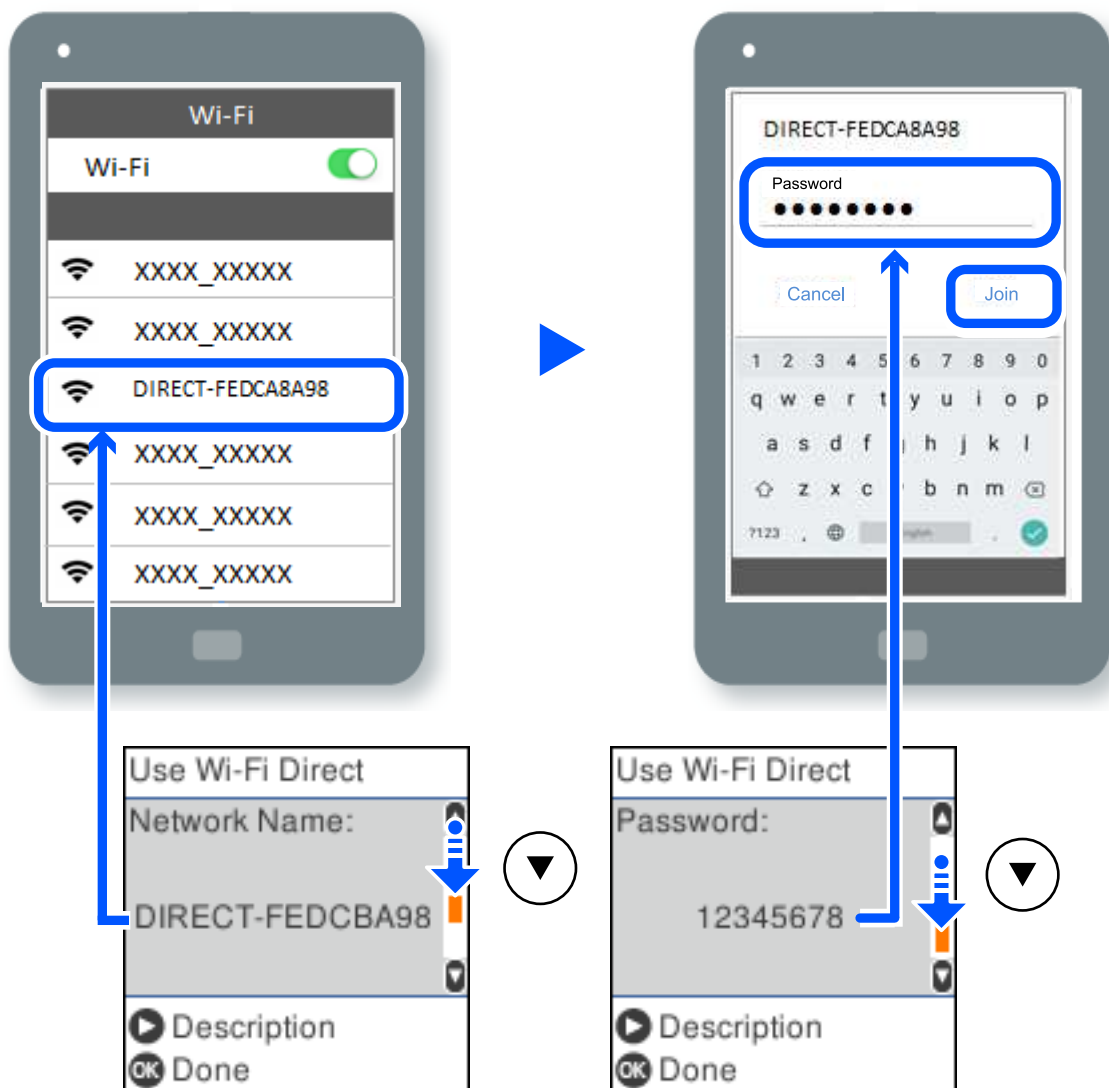 Wi-Fi
Wi-Fi
XXXX_XXXXX
XXXX_XXXXX
DIRECT-FEDCA8A98
XXXX_XXXXX
XXXX_XXXXX
XXXX_XXXXX
DIRECT-FEDCA8A98
Password
●●●●●●●●
Cancel Join
1 2 3 4 5 6 7 8 9 0
q w e r t y u i o p
a s d f h j k l
z x c b n m
?123 , .
Use Wi-Fi Direct
Network Name:
DIRECT-FEDCBA98
Description
OK Done
Use Wi-Fi Direct
Password:
12345678
Description
OK Done